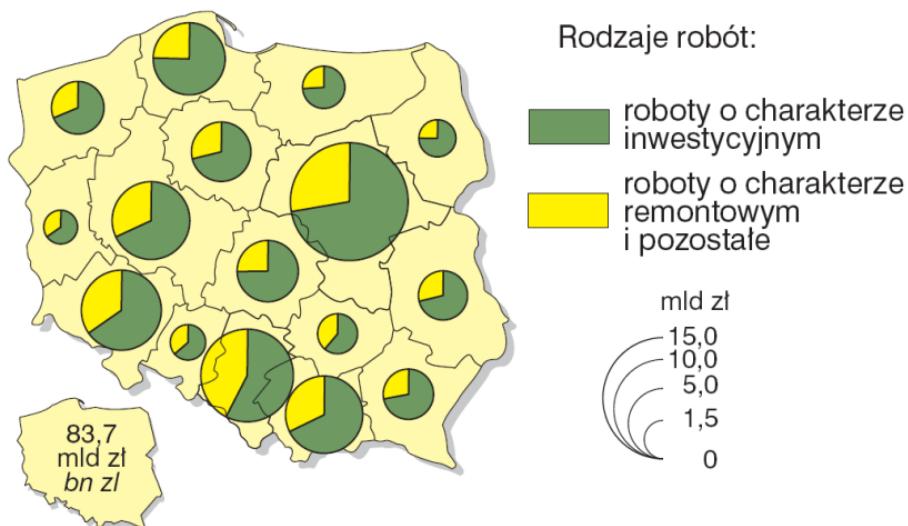 Rodzaje robót:
roboty o charakterze
inwestycyjnym
roboty o charakterze
remontowym
i pozostałe
mld zł
15,0
10,0
5,0
1,5
0
83,7
mld zł
bn zl